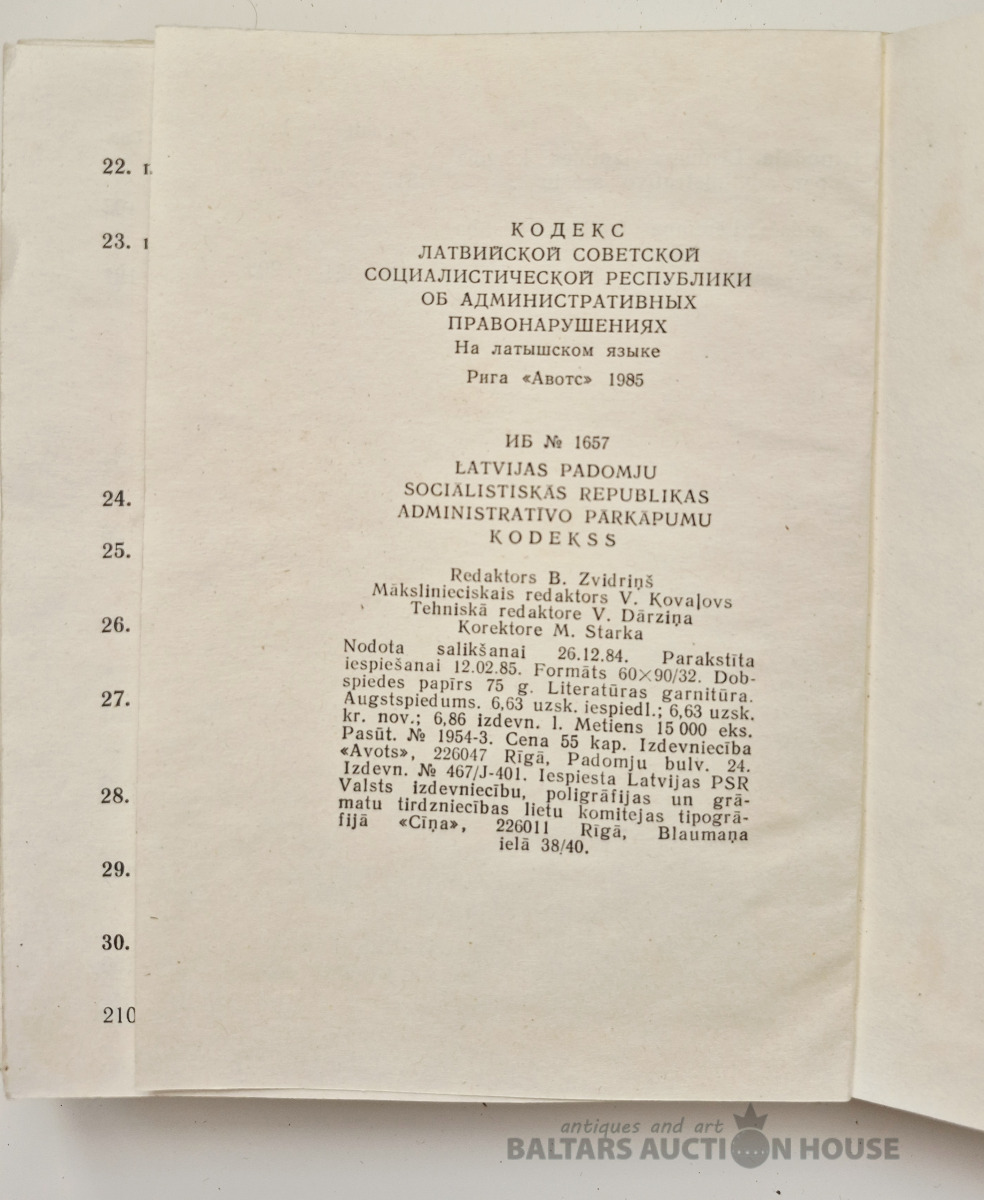 22. п
23. п
24.
25.
26.
27.
28.
29.
30.
210
КОДЕКС
ЛАТВИЙСКОЙ СОВЕТСКОЙ
СОЦИАЛИСТИЧЕСКОЙ РЕСПУБЛИКИ
ОБ АДМИНИСТРАТИВНЫХ
ПРАВОНАРУШЕНИЯХ
На латышском языке
Рига «Авотс» 1985
ИБ № 1657
LATVIJAS PADOMJU
SOCIĀLISTISKĀS REPUBLIKAS
ADMINISTRATĪVO PĀRKĀPUMU
KODEKSS
Redaktors B. Zvidriņš
Mākslinieciskais redaktors V. Kovaļovs
Tehniskā redaktore V. Dārziņa
Korektore M. Starka
Nodota salikšanai 26.12.84. Parakstīta
iespiešanai 12.02.85. Formāts 60×90/32. Dob-
spiedes papīrs 75 g. Literatūras garnitūra.
Augstspiedums. 6,63 uzsk. iespiedl.; 6,63 uzsk.
kr. nov.; 6,86 izdevn. l. Metiens 15 000 eks.
Pasūt. № 1954-3. Cena 55 kap. Izdevniecība
«Avots», 226047 Rīgā, Padomju bulv. 24.
Izdevn. № 467/J-401. Iespiesta Latvijas PSR
Valsts izdevniecību, poligrāfijas un grā-
matu tirdzniecības lietu komitejas tipogrā-
fijā «Cīņa», 226011 Rīgā, Blaumaņa
ielā 38/40.
antiques and art
BALTARS AUCTION HOUSE